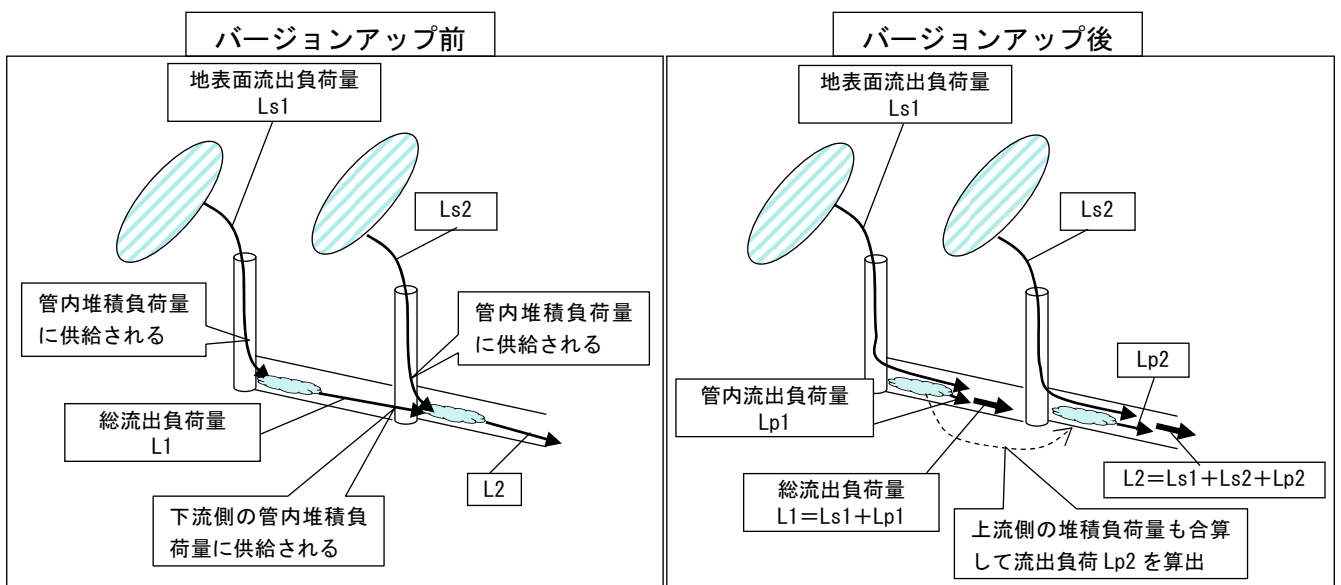 バージョンアップ前
地表面流出負荷量
Ls1
Ls2
管内堆積負荷量
に供給される
管内堆積負荷量
に供給される
総流出負荷量
L1
L2
下流側の管内堆積負
荷量に供給される
バージョンアップ後
地表面流出負荷量
Ls1
Ls2
Lp2
管内流出負荷量
Lp1
総流出負荷量
L1＝Ls1＋Lp1
L2＝Ls1＋Ls2＋Lp2
上流側の堆積負荷量も合算
して流出負荷 Lp2 を算出